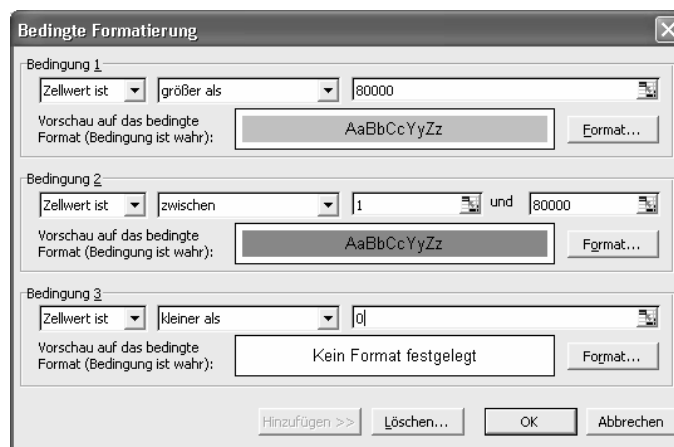 Bedingte Formatierung
Bedingung 1
Zellwert ist größer als 80000
Vorschau auf das bedingte
Format (Bedingung ist wahr):
AaBbCcYyZz
Format...
Bedingung 2
Zellwert ist zwischen 1 und 80000
Vorschau auf das bedingte
Format (Bedingung ist wahr):
AaBbCcYyZz
Format...
Bedingung 3
Zellwert ist kleiner als 0
Vorschau auf das bedingte
Format (Bedingung ist wahr):
Kein Format festgelegt
Format...
Hinzufügen >> Löschen... OK Abbrechen